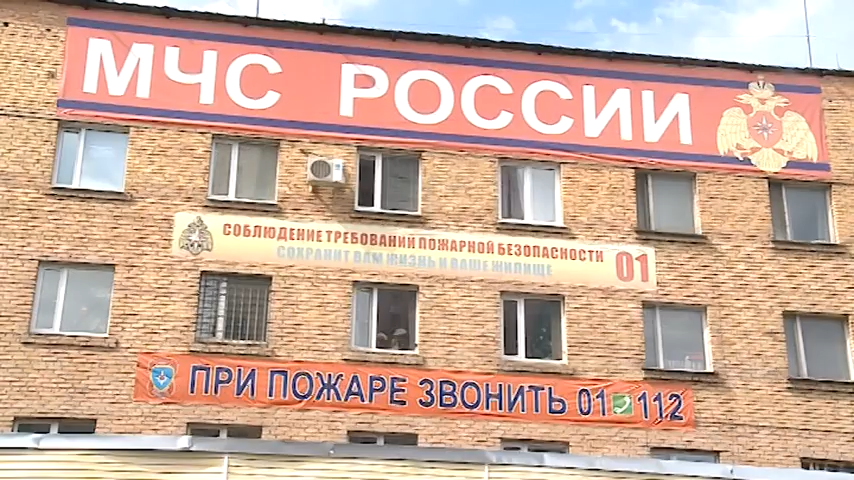 МЧС РОССИИ
СОБЛЮДЕНИЕ ТРЕБОВАНИЙ ПОЖАРНОЙ БЕЗОПАСНОСТИ
СОХРАНИТ ВАМ ЖИЗНЬ И ВАШЕ ЖИЛИЩЕ
01
ПРИ ПОЖАРЕ ЗВОНИТЬ 01 112